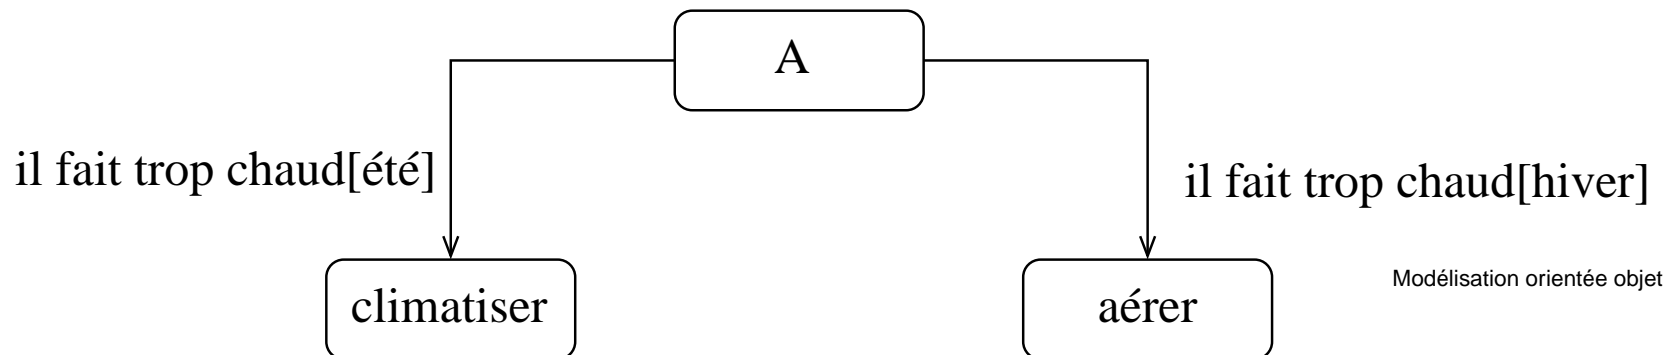 A
il fait trop chaud[été]
il fait trop chaud[hiver]
Modélisation orientée objet
climatiser
aérer